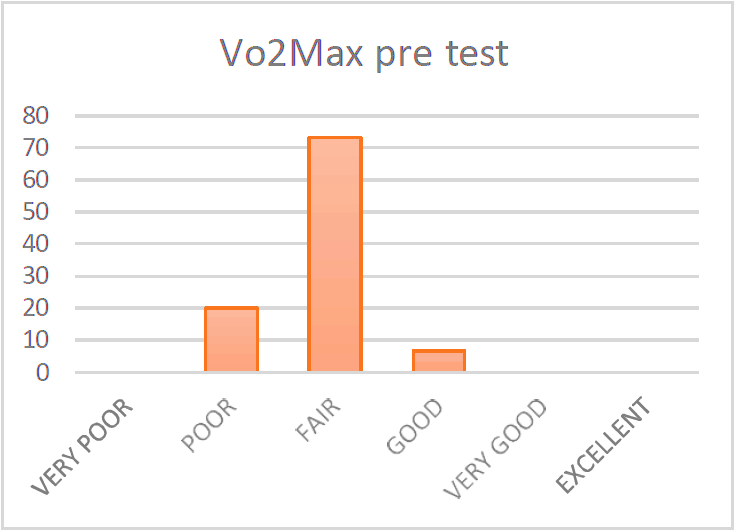 Vo2Max pre test
80
70
60
50
40
30
20
10
0
VERY POOR
POOR
FAIR
GOOD
VERY GOOD
EXCELLENT